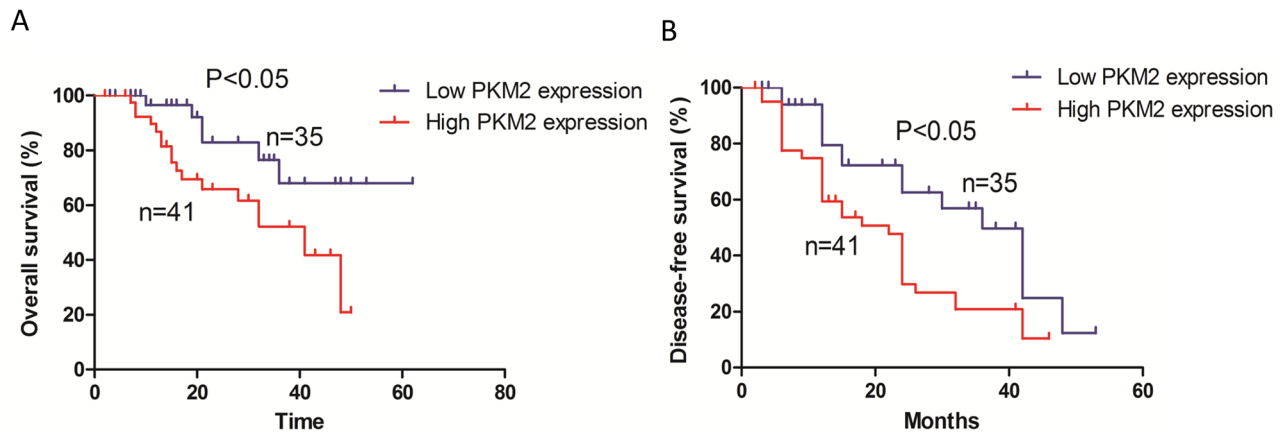 A
Overall survival (%)
100
80
60
40
20
0
P<0.05
Low PKM2 expression
High PKM2 expression
n=35
n=41
0 20 40 60 80
Time
B
Disease-free survival (%)
100
80
60
40
20
0
Low PKM2 expression
High PKM2 expression
P<0.05
n=35
n=41
0 20 40 60
Months